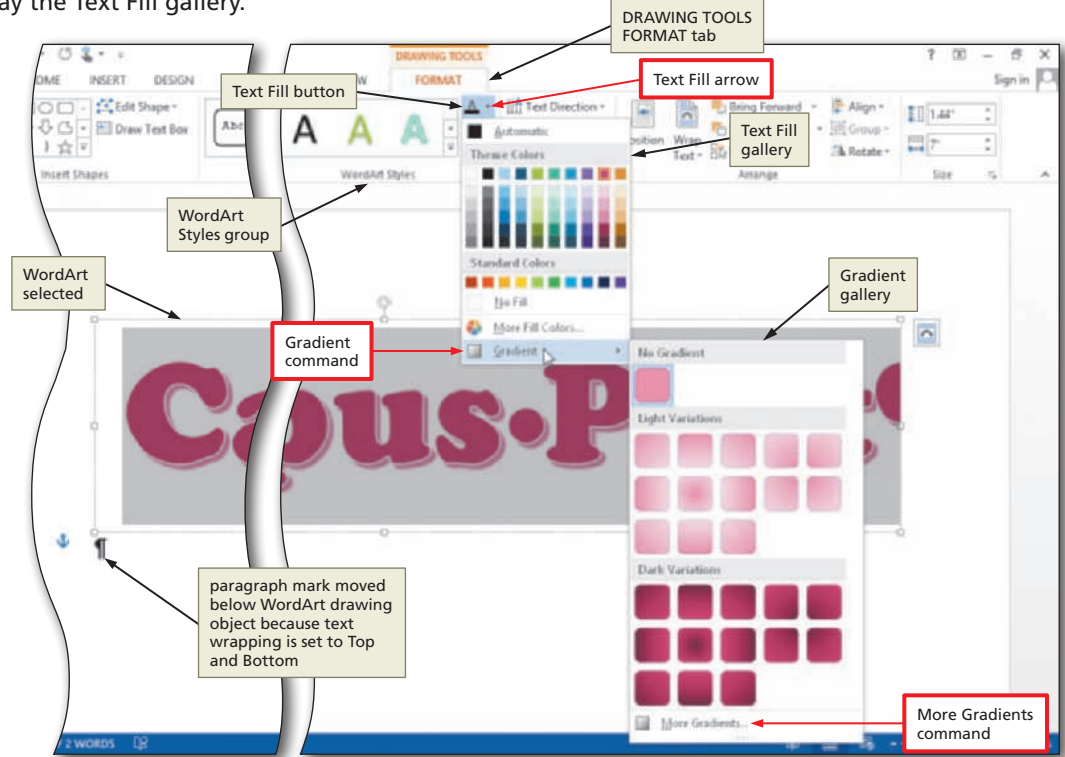 ay the Text Fill gallery.
DRAWING TOOLS
FORMAT tab
DRAWING TOOLS
OME INSERT DESIGN
W FORMAT
Sign in
Text Fill button
Text Fill arrow
Edit Shape
Draw Text Box
Abc
A A A
Text Direction
Automatic
Position Wrap
Text
Bring Forward
Align
Group
Rotate
1.44"
7"
Text Fill
gallery
Insert Shapes
WordArt Styles
Arrange
Size
Theme Colors
WordArt
Styles group
Standard Colors
WordArt
selected
No Fill
More Fill Colors...
Gradient
gallery
Gradient
command
Gradient
No Gradient
Light Variations
Dark Variations
¶
paragraph mark moved
below WordArt drawing
object because text
wrapping is set to Top
and Bottom
More Gradients...
More Gradients
command
2 WORDS